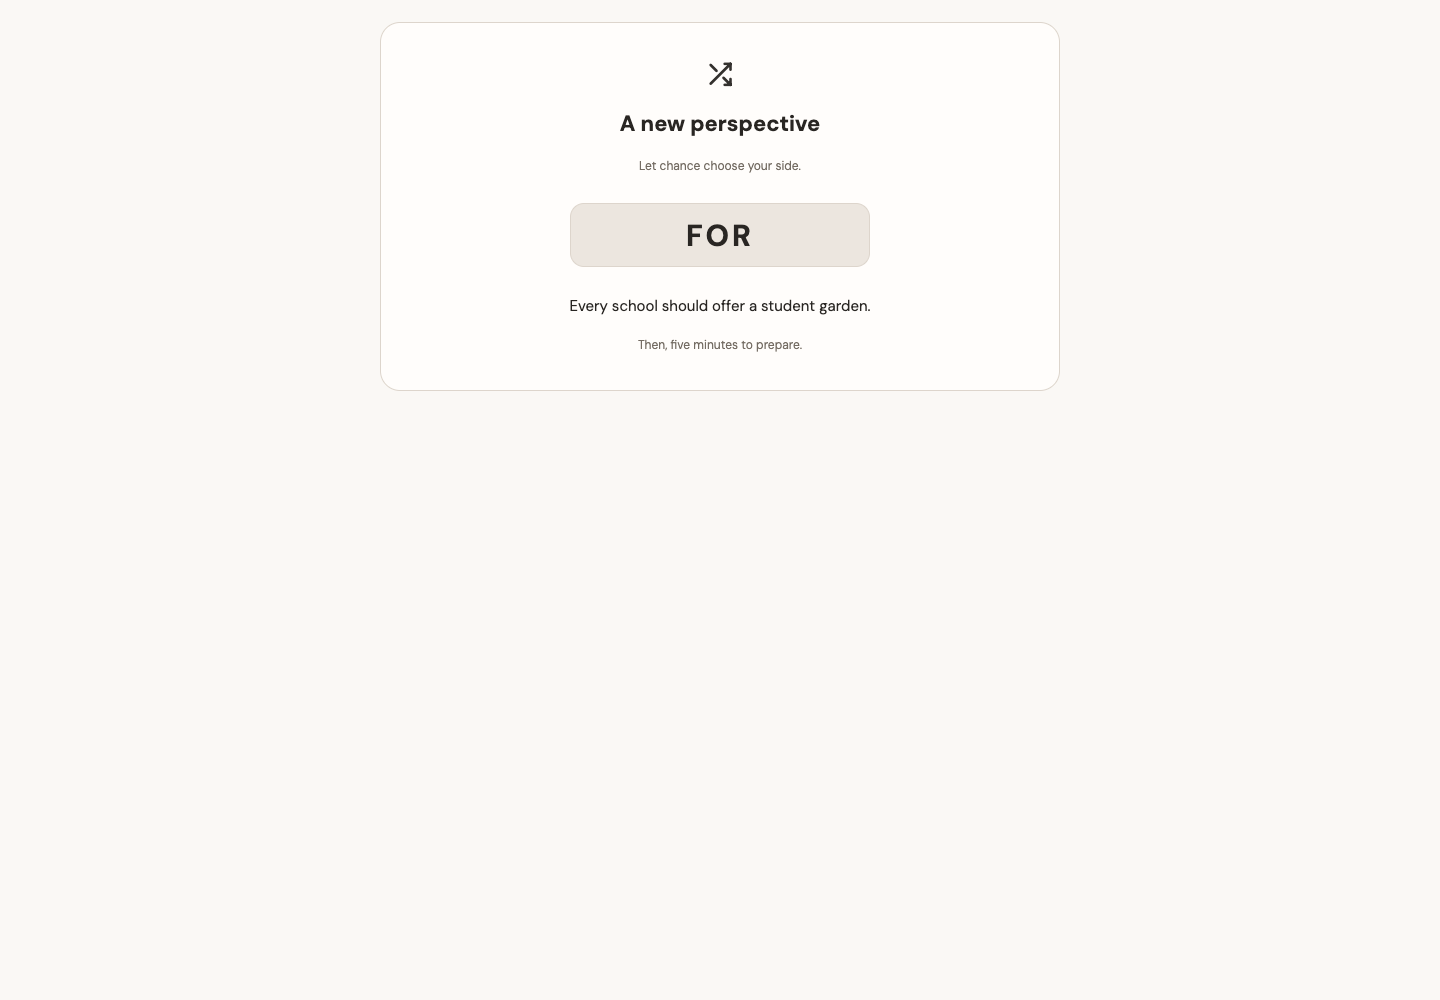 A new perspective
Let chance choose your side.
FOR
Every school should offer a student garden.
Then, five minutes to prepare.